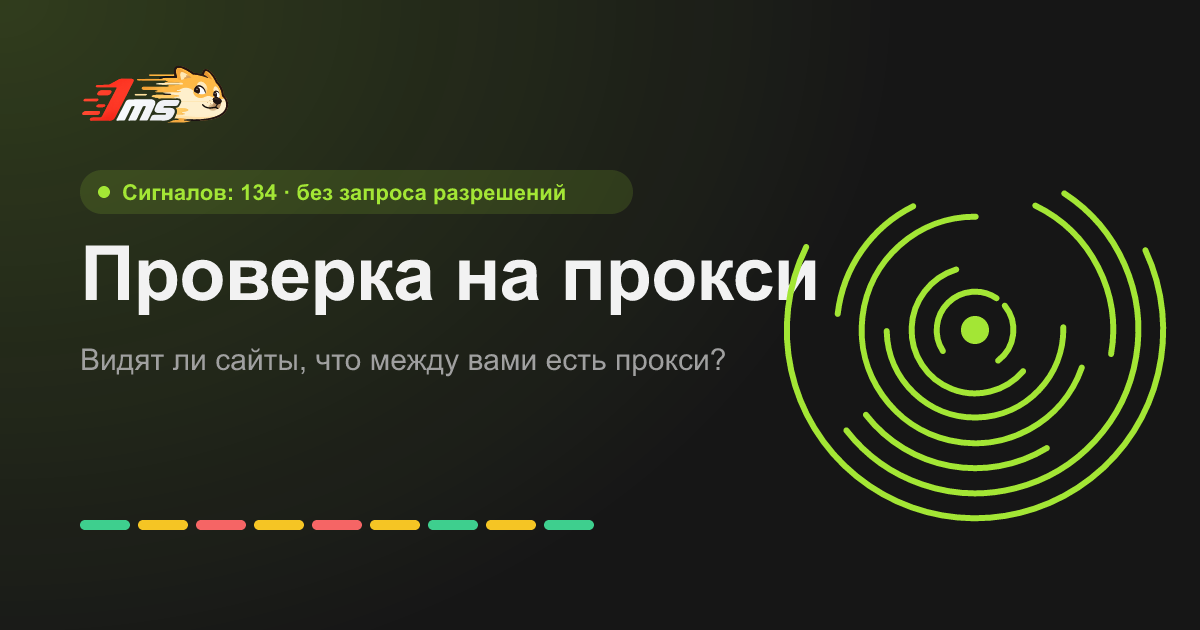 1ms
Сигналов: 134 · без запроса разрешений
Проверка на прокси
Видят ли сайты, что между вами есть прокси?